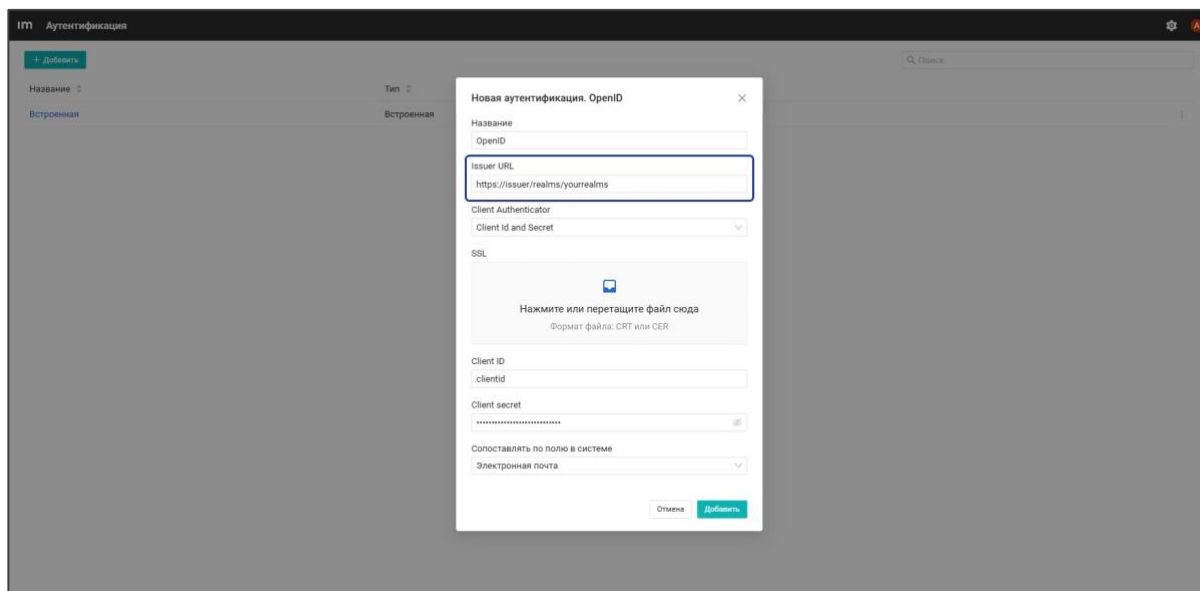 im Аутентификация
A
+ Добавить
Поиск
Название
Тип
Встроенная
Встроенная
Новая аутентификация. OpenID
Название
OpenID
Issuer URL
https://issuer/realms/yourrealms
Client Authenticator
Client Id and Secret
SSL
Нажмите или перетащите файл сюда
Формат файла: CRT или CER
Client ID
clientid
Client secret
Сопоставлять по полю в системе
Электронная почта
Отмена
Добавить